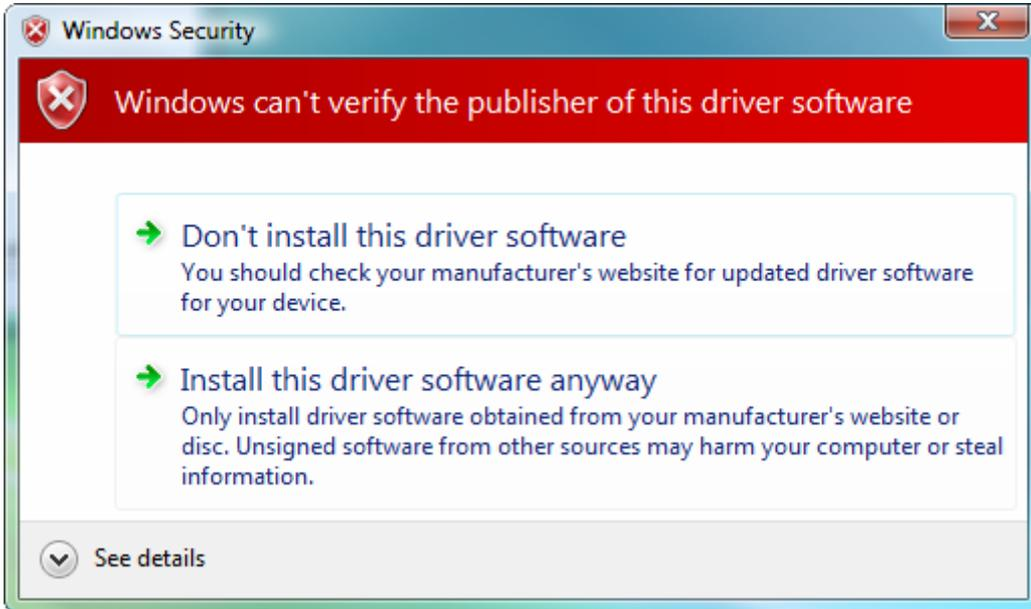 Windows Security
Windows can't verify the publisher of this driver software
Don't install this driver software
You should check your manufacturer's website for updated driver software
for your device.
Install this driver software anyway
Only install driver software obtained from your manufacturer's website or
disc. Unsigned software from other sources may harm your computer or steal
information.
See details